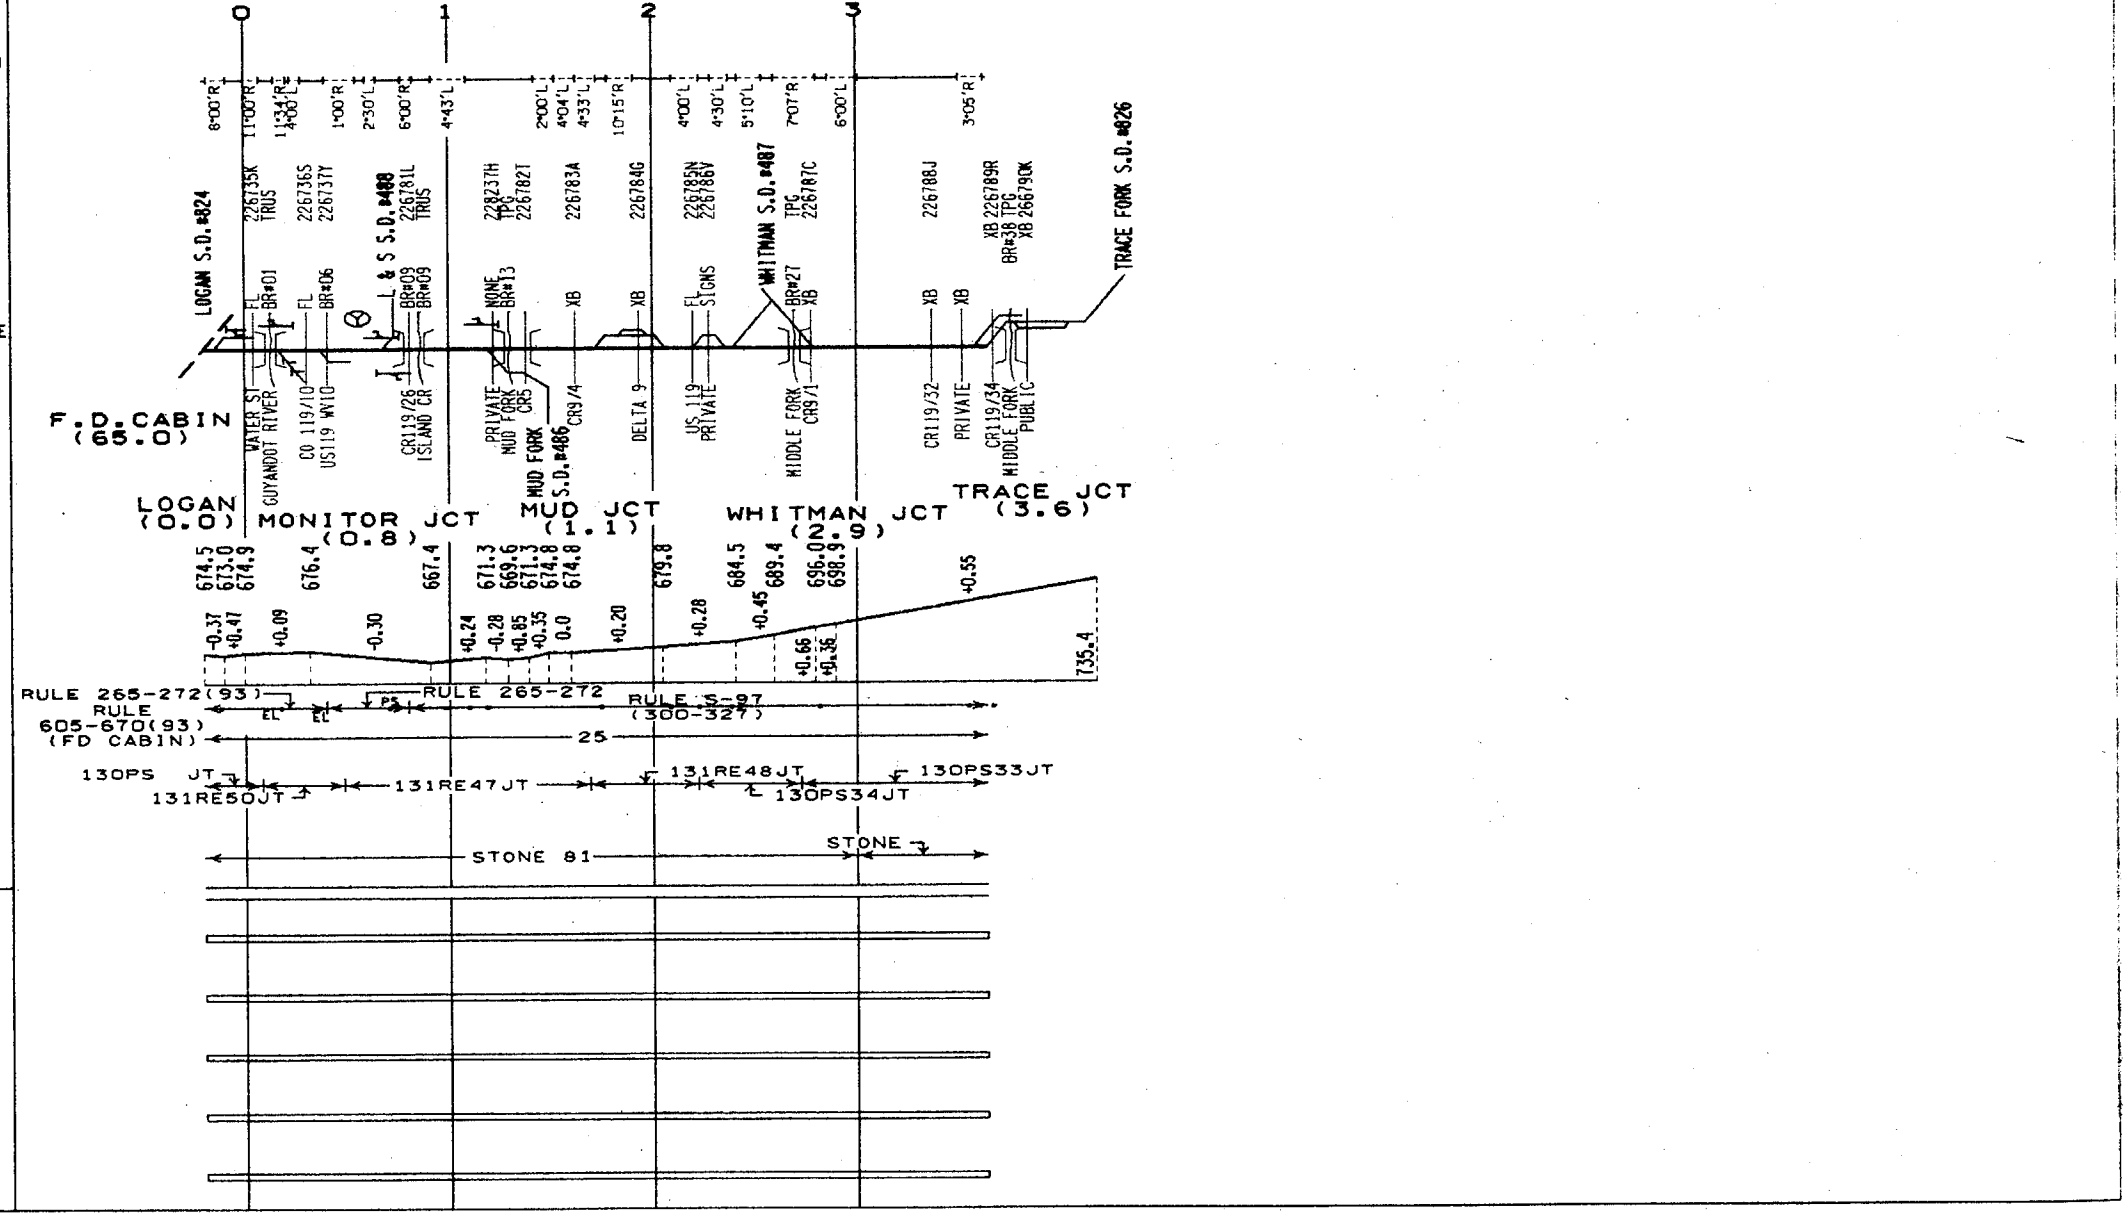 0 1 2 3
8°00'R 11°00'R 11°34'R 4°00'L 1°00'R 2°30'L 6°00'R 4°43'L 2°00'L 4°04'L 4°33'L 10°15'R 4°00'L 4°30'L 5°10'L 7°07'R 6°00'L 3°05'R
LOGAN S.D.#824
226735K
TRUS
226736S
226737Y
L & S S.D.#488
226781L
TRUS
228237H
TPG
226782T
226783A
226784G
226785N
226786V
WHITMAN S.D.#487
TPG
226787C
226788J
XB 226789R
BR#38 TPG
XB 266790K
TRACE FORK S.D.#826
FL
BR#01
FL
BR#06
BR#09
BR#09
NONE
BR#13
XB
XB
FL
SIGNS
BR#27
XB
XB
XB
WATER ST
GUYANDOT RIVER
CO 1119/10
US119 WV10
CR119/26
ISLAND CR
PRIVATE
MUD FORK
CR5
MUD FORK
S.D.#486
CR9/4
DELTA 9
US 119
PRIVATE
MIDDLE FORK
CR9/1
CR119/32
PRIVATE
CR119/34
MIDDLE FORK
PUBLIC
F.D.CABIN
(65.0)
LOGAN
(0.0)
MONITOR JCT
(0.8)
MUD JCT
(1.1)
WHITMAN JCT
(2.9)
TRACE JCT
(3.6)
674.5 673.0 674.9 676.4 667.4 671.3 669.6 671.3 674.8 674.8 679.8 684.5 689.4 696.0 698.9
-0.37 +0.47 +0.09 -0.30 +0.24 -0.28 +0.85 +0.35 0.0 +0.20 +0.28 +0.45 +0.66 +0.36 +0.55
735.4
RULE 265-272(93)
RULE 265-272
RULE S-97
(300-327)
RULE
605-670(93)
(FD CABIN)
EL EL PS
25
130PS JT
131RE50JT
131RE47JT
131RE48JT
130PS34JT
130PS33JT
STONE 81
STONE